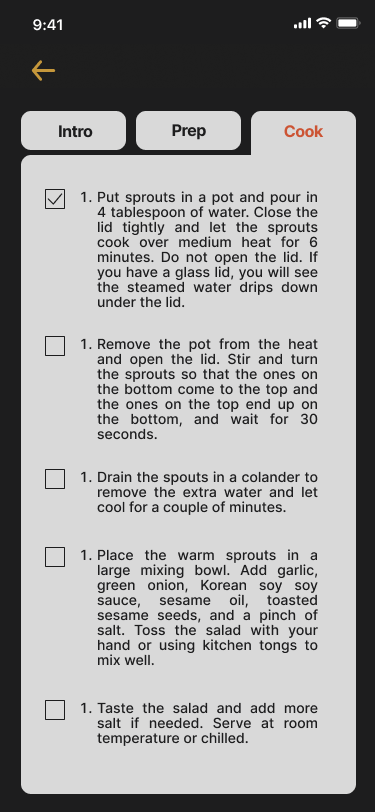 9:41
Intro
Prep
Cook
1. Put sprouts in a pot and pour in
4 tablespoon of water. Close the
lid tightly and let the sprouts
cook over medium heat for 6
minutes. Do not open the lid. If
you have a glass lid, you will see
the steamed water drips down
under the lid.
1. Remove the pot from the heat
and open the lid. Stir and turn
the sprouts so that the ones on
the bottom come to the top and
the ones on the top end up on
the bottom, and wait for 30
seconds.
1. Drain the spouts in a colander to
remove the extra water and let
cool for a couple of minutes.
1. Place the warm sprouts in a
large mixing bowl. Add garlic,
green onion, Korean soy soy
sauce, sesame oil, toasted
sesame seeds, and a pinch of
salt. Toss the salad with your
hand or using kitchen tongs to
mix well.
1. Taste the salad and add more
salt if needed. Serve at room
temperature or chilled.